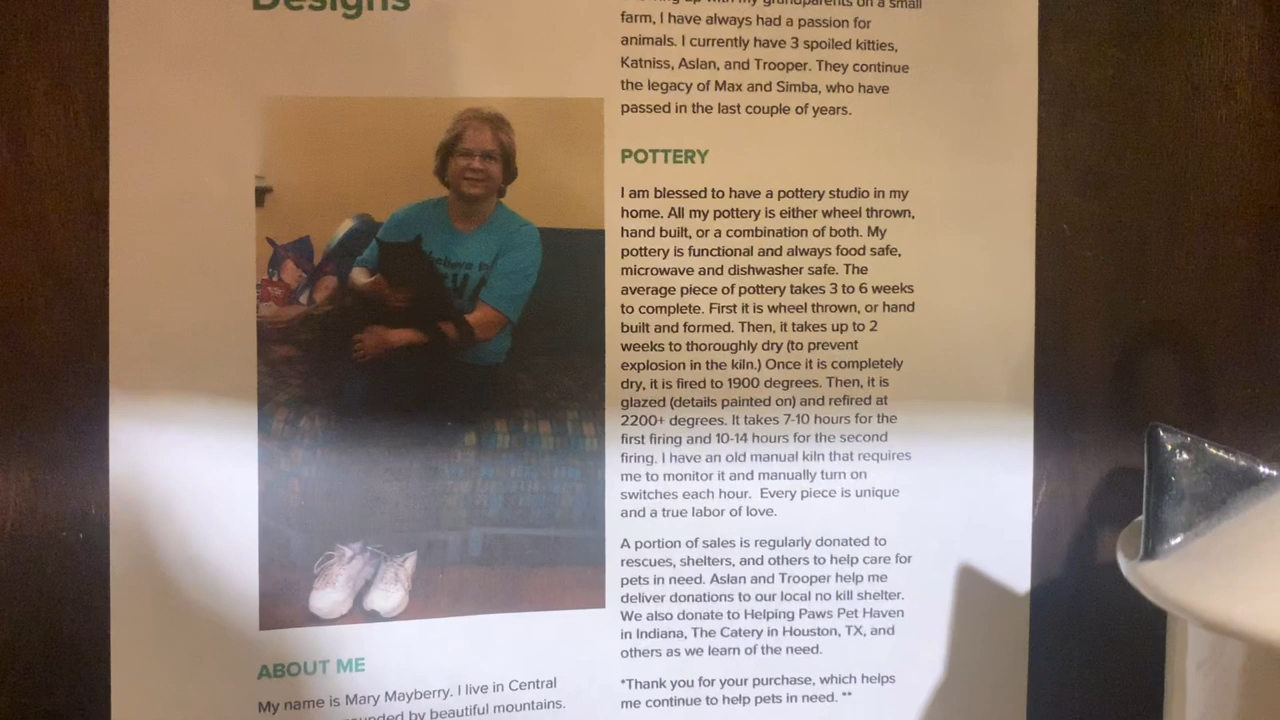 Designs
ABOUT ME
My name is Mary Mayberry. I live in Central
by beautiful mountains.
up with my grandparents on a small
farm, I have always had a passion for
animals. I currently have 3 spoiled kitties,
Katniss, Aslan, and Trooper. They continue
the legacy of Max and Simba, who have
passed in the last couple of years.
POTTERY
I am blessed to have a pottery studio in my
home. All my pottery is either wheel thrown,
hand built, or a combination of both. My
pottery is functional and always food safe,
microwave and dishwasher safe. The
average piece of pottery takes 3 to 6 weeks
to complete. First it is wheel thrown, or hand
built and formed. Then, it takes up to 2
weeks to thoroughly dry (to prevent
explosion in the kiln.) Once it is completely
dry, it is fired to 1900 degrees. Then, it is
glazed (details painted on) and refired at
2200+ degrees. It takes 7-10 hours for the
first firing and 10-14 hours for the second
firing. I have an old manual kiln that requires
me to monitor it and manually turn on
switches each hour.  Every piece is unique
and a true labor of love.
A portion of sales is regularly donated to
rescues, shelters, and others to help care for
pets in need. Aslan and Trooper help me
deliver donations to our local no kill shelter.
We also donate to Helping Paws Pet Haven
in Indiana, The Catery in Houston, TX, and
others as we learn of the need.
*Thank you for your purchase, which helps
me continue to help pets in need. **